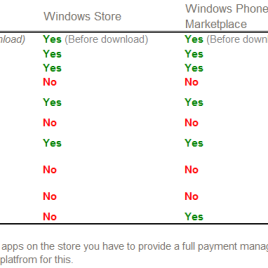 Windows Store Windows Phone
Marketplace
nload) Yes (Before download) Yes (Before down
Yes Yes
Yes Yes
No No
Yes Yes
No No
Yes Yes
No No
No No
No Yes
apps on the store you have to provide a full payment mana
platfrom for this.